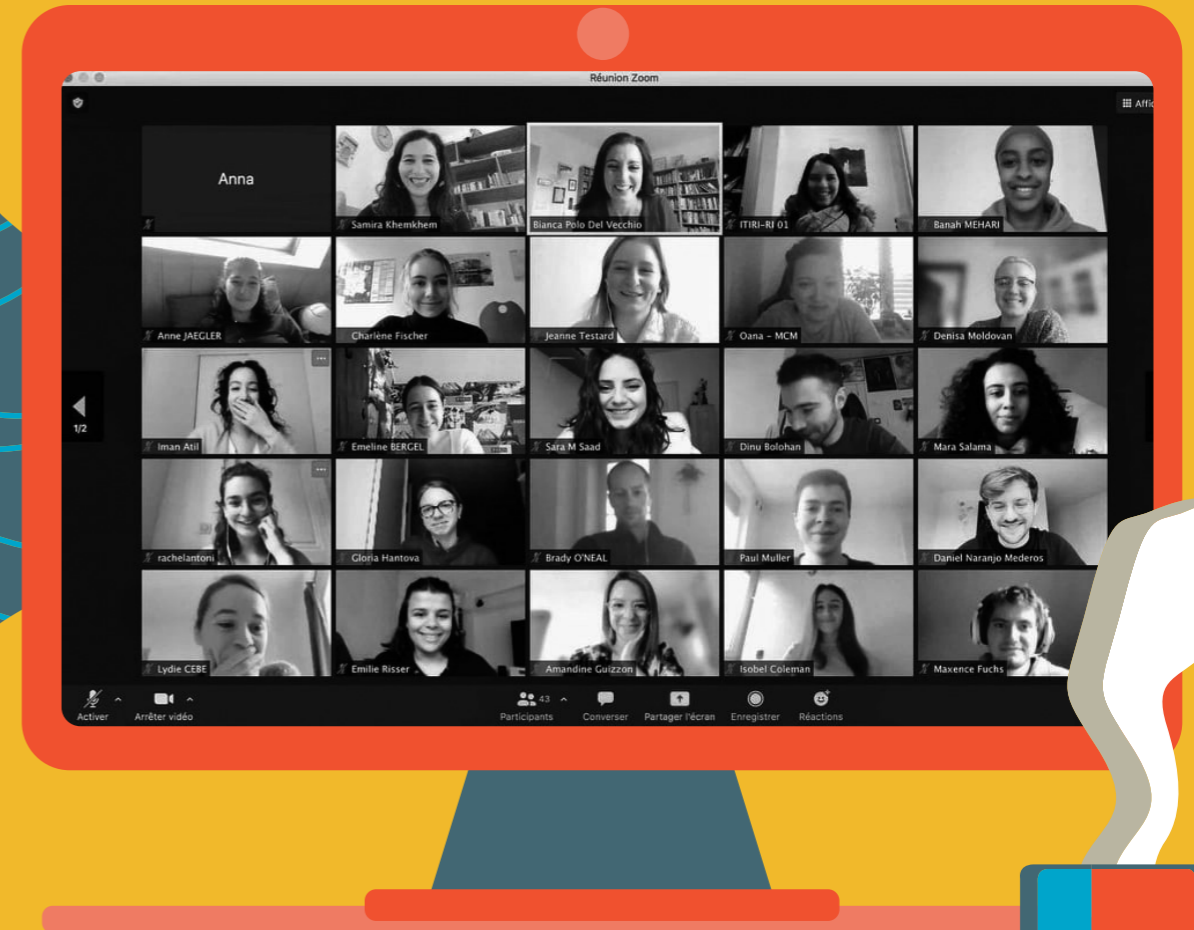 Réunion Zoom
Affic
Anna
Samira Khemkhem
Bianca Polo Del Vecchio
ITIRI-RI 01
Banah MEHARI
Anne JAEGLER
Charlène Fischer
Jeanne Testard
Oana - MCM
Denisa Moldovan
Iman Atil
Emeline BERGEL
Sara M Saad
Dinu Bolohan
Mara Salama
rachelantoni
Gloria Hantova
Brady O'NEAL
Paul Muller
Daniel Naranjo Mederos
Lydie CEBE
Emilie Risser
Amandine Guizzon
Isobel Coleman
Maxence Fuchs
1/2
43
Activer
Arrêter vidéo
Participants
Converser
Partager l'écran
Enregistrer
Réactions